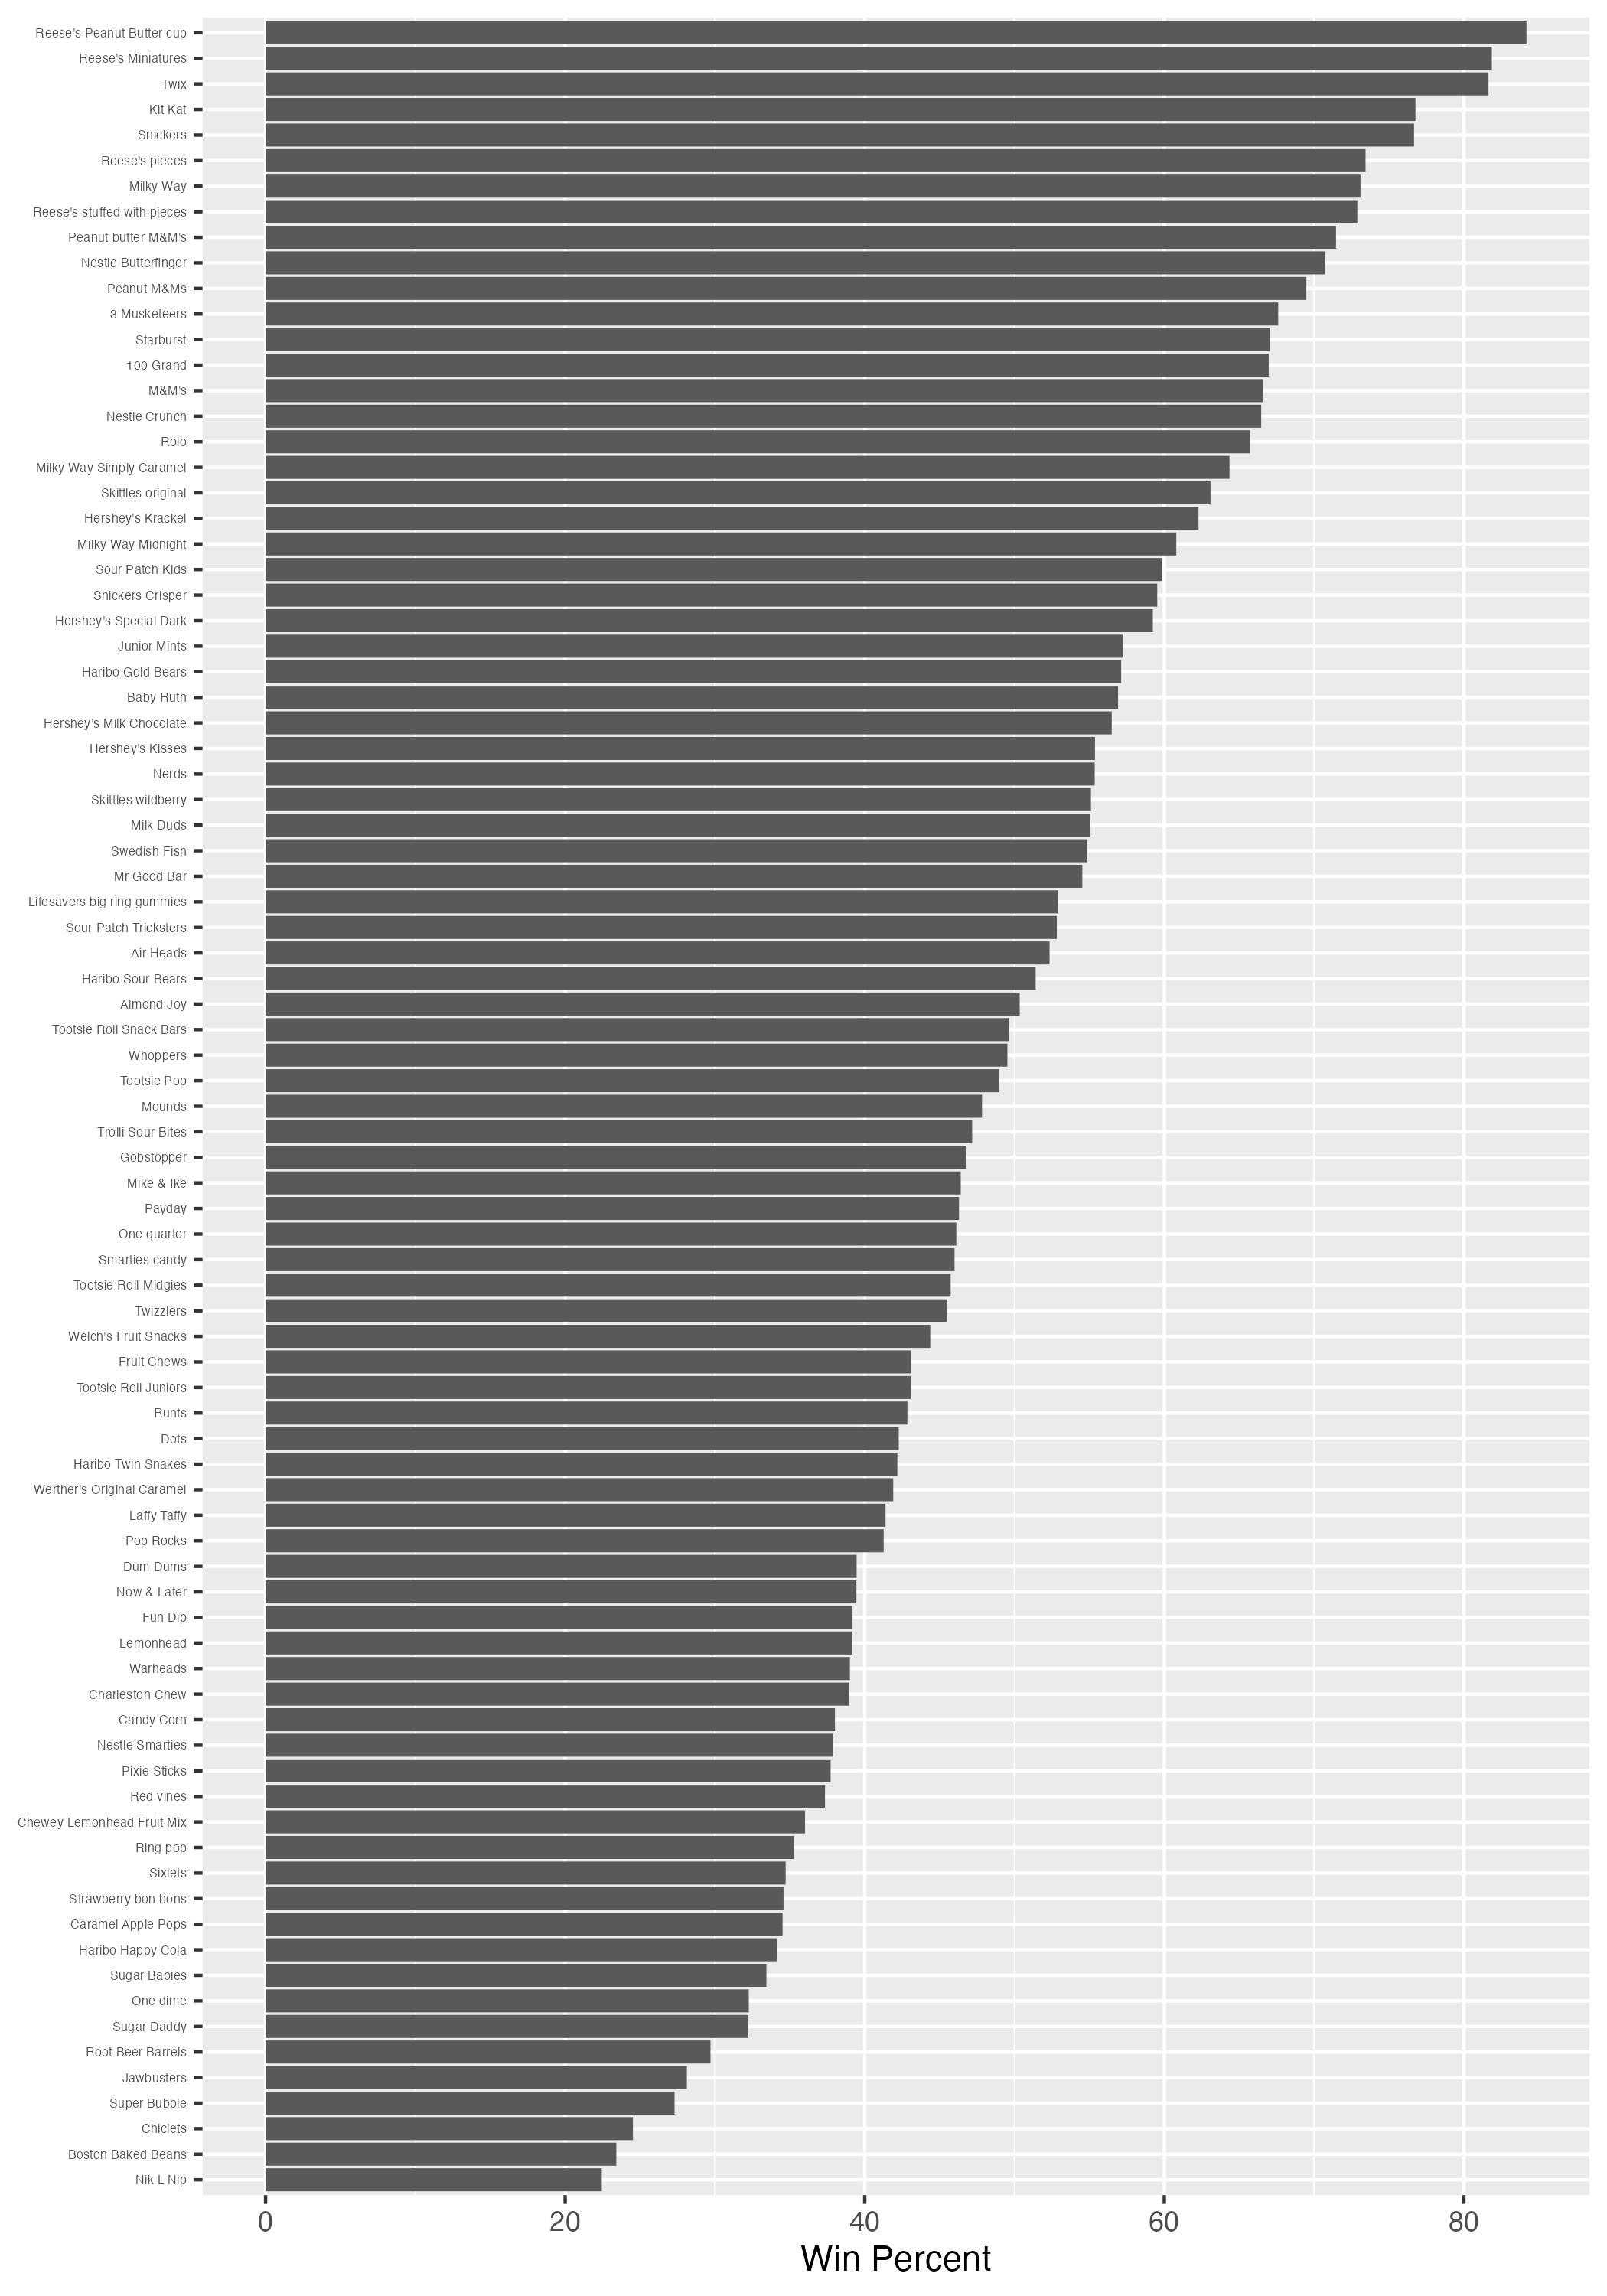 Reese's Peanut Butter cup
Reese's Miniatures
Twix
Kit Kat
Snickers
Reese's pieces
Milky Way
Reese's stuffed with pieces
Peanut butter M&M's
Nestle Butterfinger
Peanut M&Ms
3 Musketeers
Starburst
100 Grand
M&M's
Nestle Crunch
Rolo
Milky Way Simply Caramel
Skittles original
Hershey's Krackel
Milky Way Midnight
Sour Patch Kids
Snickers Crisper
Hershey's Special Dark
Junior Mints
Haribo Gold Bears
Baby Ruth
Hershey's Milk Chocolate
Hershey's Kisses
Nerds
Skittles wildberry
Milk Duds
Swedish Fish
Mr Good Bar
Lifesavers big ring gummies
Sour Patch Tricksters
Air Heads
Haribo Sour Bears
Almond Joy
Tootsie Roll Snack Bars
Whoppers
Tootsie Pop
Mounds
Trolli Sour Bites
Gobstopper
Mike & Ike
Payday
One quarter
Smarties candy
Tootsie Roll Midgies
Twizzlers
Welch's Fruit Snacks
Fruit Chews
Tootsie Roll Juniors
Runts
Dots
Haribo Twin Snakes
Werther's Original Caramel
Laffy Taffy
Pop Rocks
Dum Dums
Now & Later
Fun Dip
Lemonhead
Warheads
Charleston Chew
Candy Corn
Nestle Smarties
Pixie Sticks
Red vines
Chewey Lemonhead Fruit Mix
Ring pop
Sixlets
Strawberry bon bons
Caramel Apple Pops
Haribo Happy Cola
Sugar Babies
One dime
Sugar Daddy
Root Beer Barrels
Jawbusters
Super Bubble
Chiclets
Boston Baked Beans
Nik L Nip
0 20 40 60 80
Win Percent